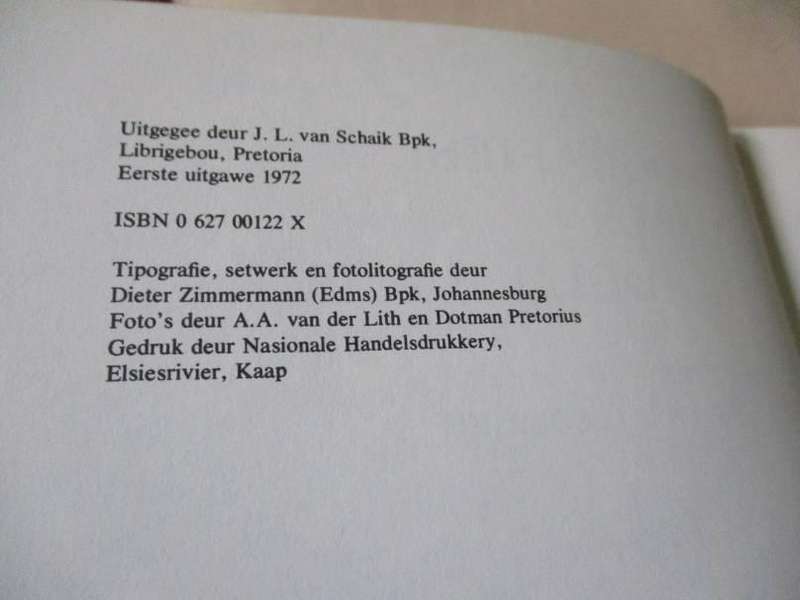 Uitgegee deur J. L. van Schaik Bpk,
Librigebou, Pretoria
Eerste uitgawe 1972
ISBN 0 627 00122 X
Tipografie, setwerk en fotolitografie deur
Dieter Zimmermann (Edms) Bpk, Johannesburg
Foto's deur A.A. van der Lith en Dotman Pretorius
Gedruk deur Nasionale Handelsdrukkery,
Elsiesrivier, Kaap